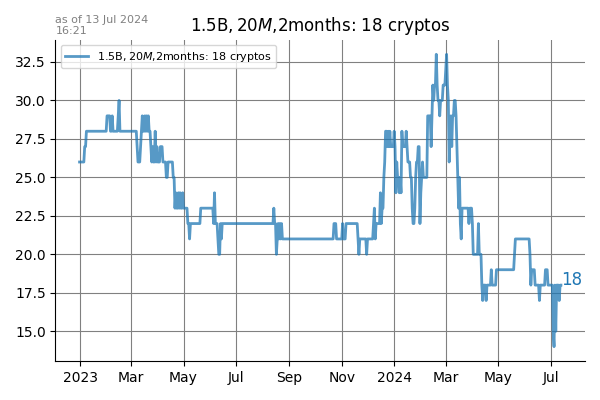 as of 13 Jul 2024
16:21
1.5B, 20M,2months: 18 cryptos
1.5B, 20M,2months: 18 cryptos
32.5
30.0
27.5
25.0
22.5
20.0
17.5
15.0
18
2023 Mar May Jul Sep Nov 2024 Mar May Jul